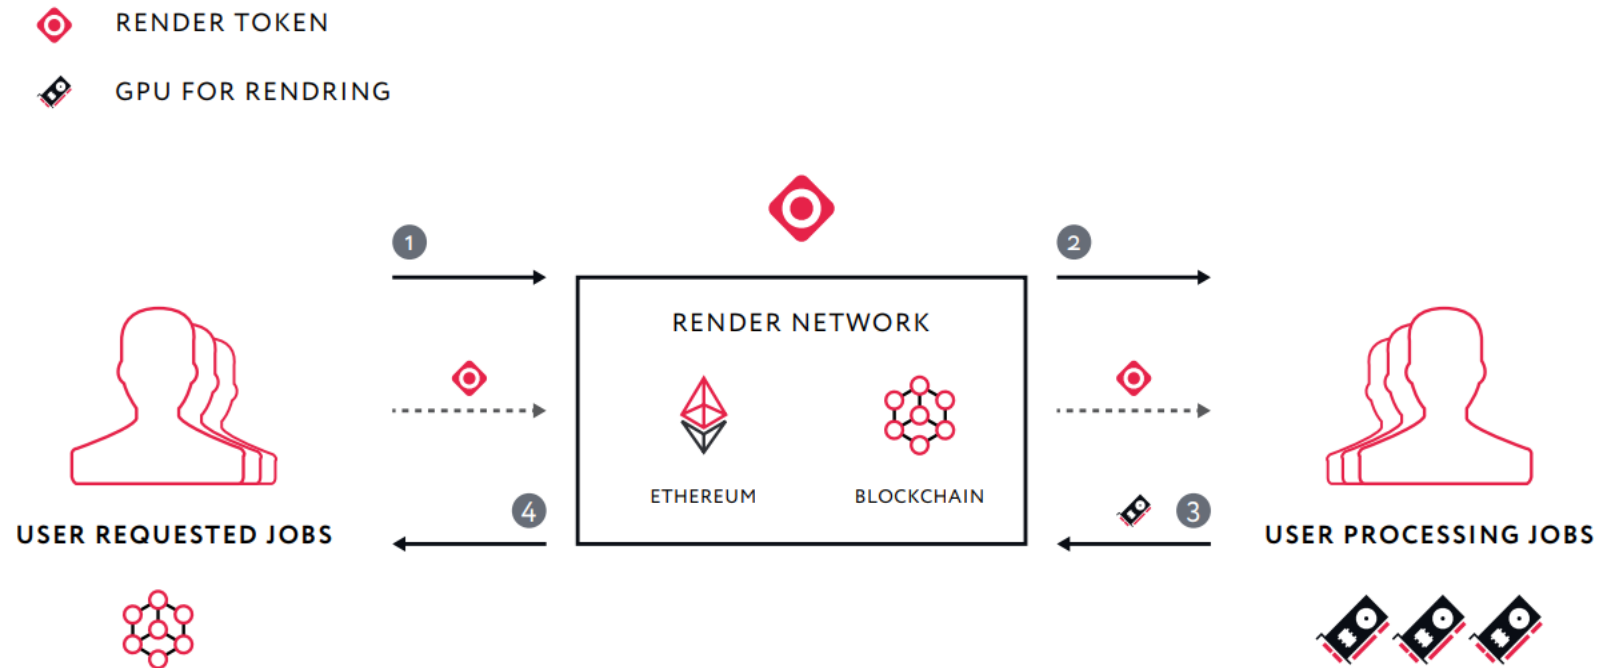 RENDER TOKEN
GPU FOR RENDRING
1
2
RENDER NETWORK
ETHEREUM
BLOCKCHAIN
4
3
USER REQUESTED JOBS
USER PROCESSING JOBS